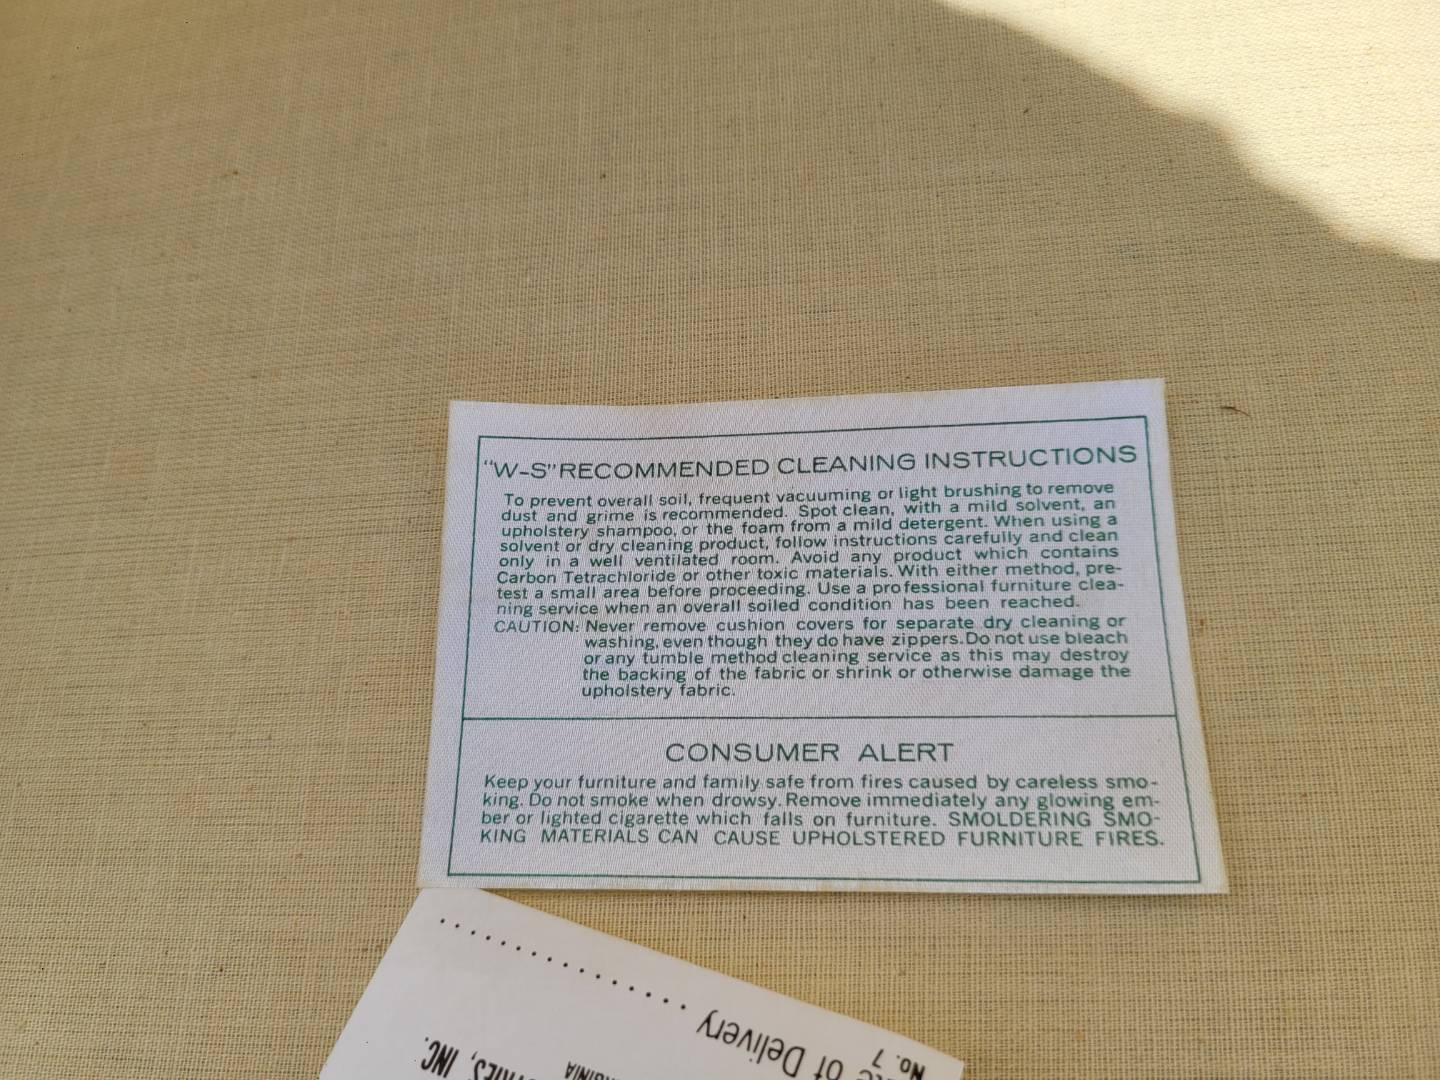 "W-S" RECOMMENDED CLEANING INSTRUCTIONS
To prevent overall soil, frequent vacuuming or light brushing to remove
dust and grime is recommended. Spot clean, with a mild solvent, an
upholstery shampoo, or the foam from a mild detergent. When using a
solvent or dry cleaning product, follow instructions carefully and clean
only in a well ventilated room. Avoid any product which contains
Carbon Tetrachloride or other toxic materials. With either method, pre-
test a small area before proceeding. Use a professional furniture clea-
ning service when an overall soiled condition has been reached.
CAUTION: Never remove cushion covers for separate dry cleaning or
washing, even though they do have zippers. Do not use bleach
or any tumble method cleaning service as this may destroy
the backing of the fabric or shrink or otherwise damage the
upholstery fabric.
CONSUMER ALERT
Keep your furniture and family safe from fires caused by careless smo-
king. Do not smoke when drowsy. Remove immediately any glowing em-
ber or lighted cigarette which falls on furniture. SMOLDERING SMO-
KING MATERIALS CAN CAUSE UPHOLSTERED FURNITURE FIRES.
No. 7
of Delivery ..................
INC.